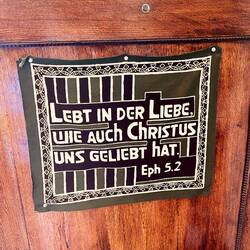 LEBT IN DER LIEBE,
WIE AUCH CHRISTUS
UNS GELIEBT HAT.
Eph 5.2